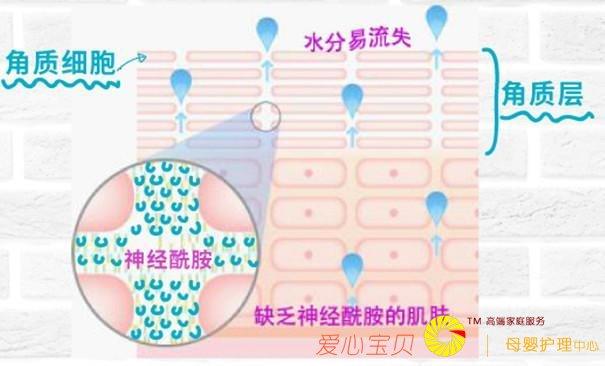 水分易流失
角质细胞
角质层
神经酰胺
缺乏神经酰胺的肌肤
TM 高端家庭服务
爱心宝贝
母婴护理中心